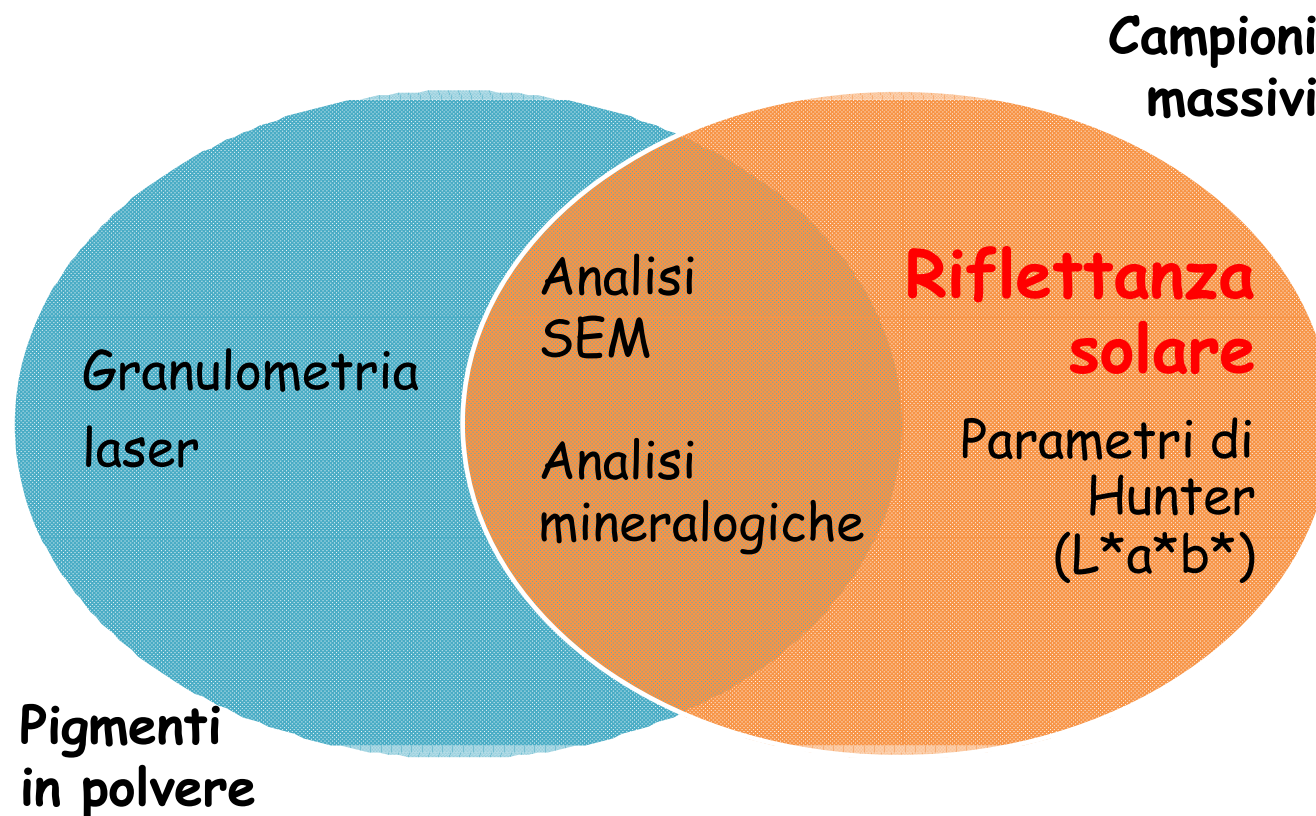 Campioni
massivi
Granulometria
laser
Analisi
SEM
Analisi
mineralogiche
Riflettanza
solare
Parametri di
Hunter
(L*a*b*)
Pigmenti
in polvere